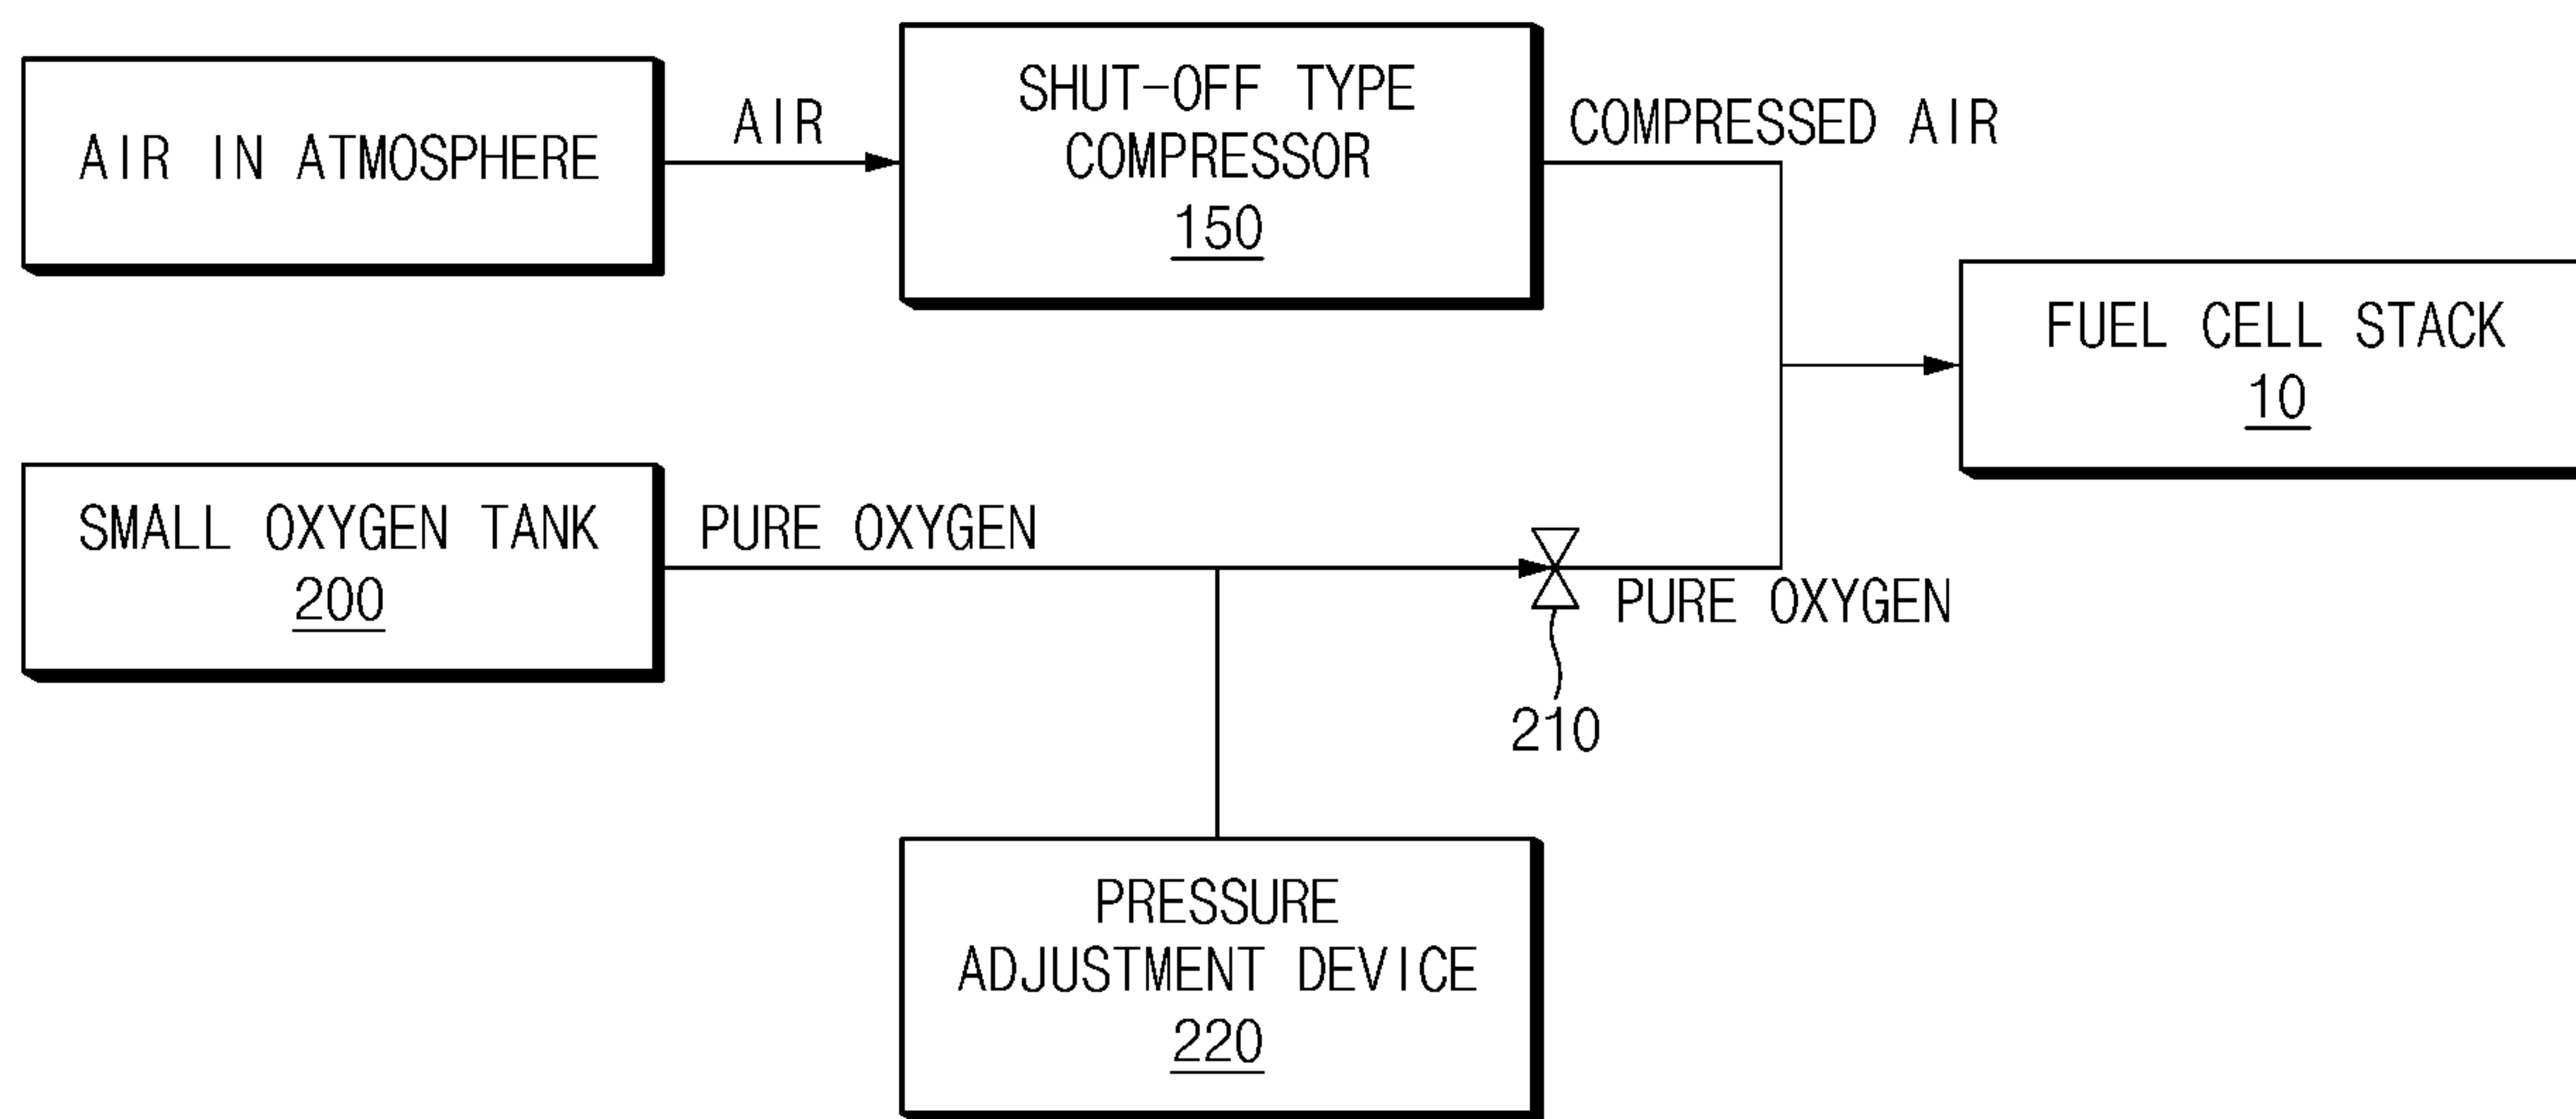 AIR IN ATMOSPHERE
AIR
SHUT-OFF TYPE
COMPRESSOR
150
COMPRESSED AIR
FUEL CELL STACK
10
SMALL OXYGEN TANK
200
PURE OXYGEN
PURE OXYGEN
210
PRESSURE
ADJUSTMENT DEVICE
220